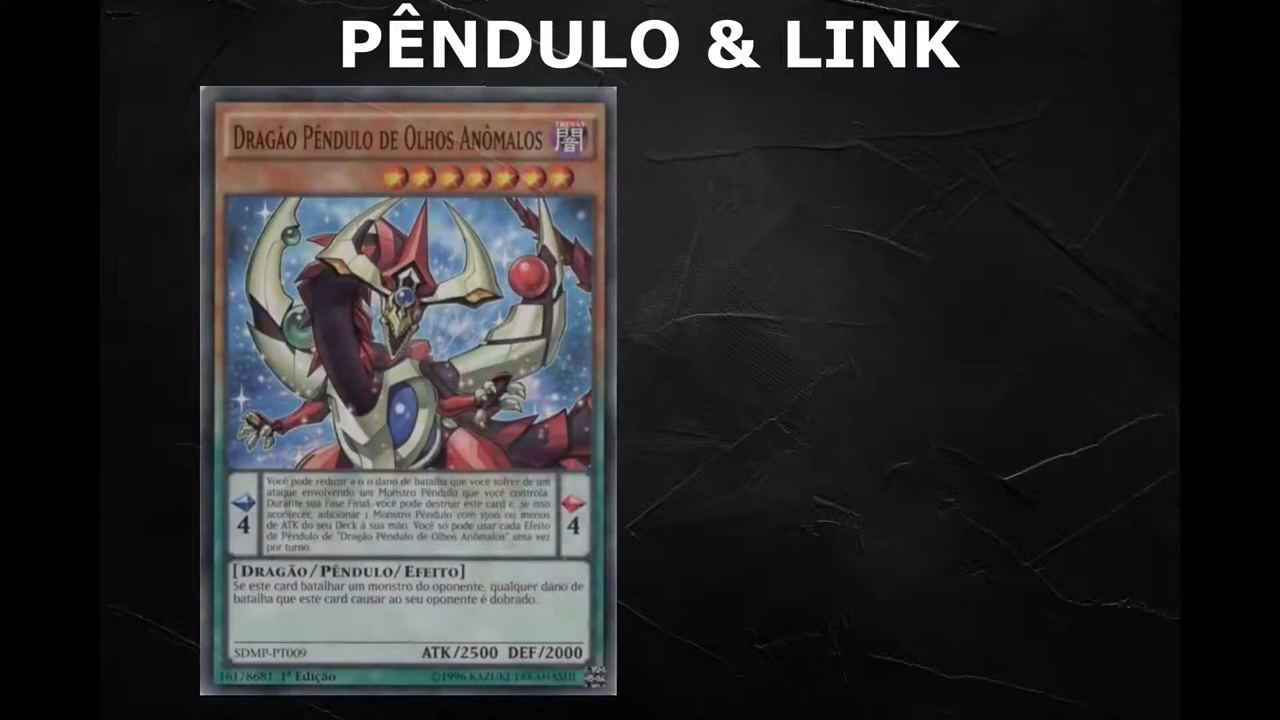 PÊNDULO & LINK
DRAGÃO PÊNDULO DE OLHOS ANÔMALOS
TREVAS
闇
Você pode reduzir a 0 o dano de batalha que você sofrer de um
ataque envolvendo um Monstro Pêndulo que você controla.
Durante sua Fase Final, você pode destruir este card e, se isso
acontecer, adicionar 1 Monstro Pêndulo com 1500 ou menos
de ATK do seu Deck à sua mão. Você só pode usar cada Efeito
de Pêndulo de "Dragão Pêndulo de Olhos Anômalos" uma vez
por turno.
4
4
[DRAGÃO/PÊNDULO/EFEITO]
Se este card batalhar um monstro do oponente, qualquer dano de
batalha que este card causar ao seu oponente é dobrado.
SDMP-PT009
ATK/2500 DEF/2000
16178681 1ª Edição
©1996 KAZUKI TAKAHASHI